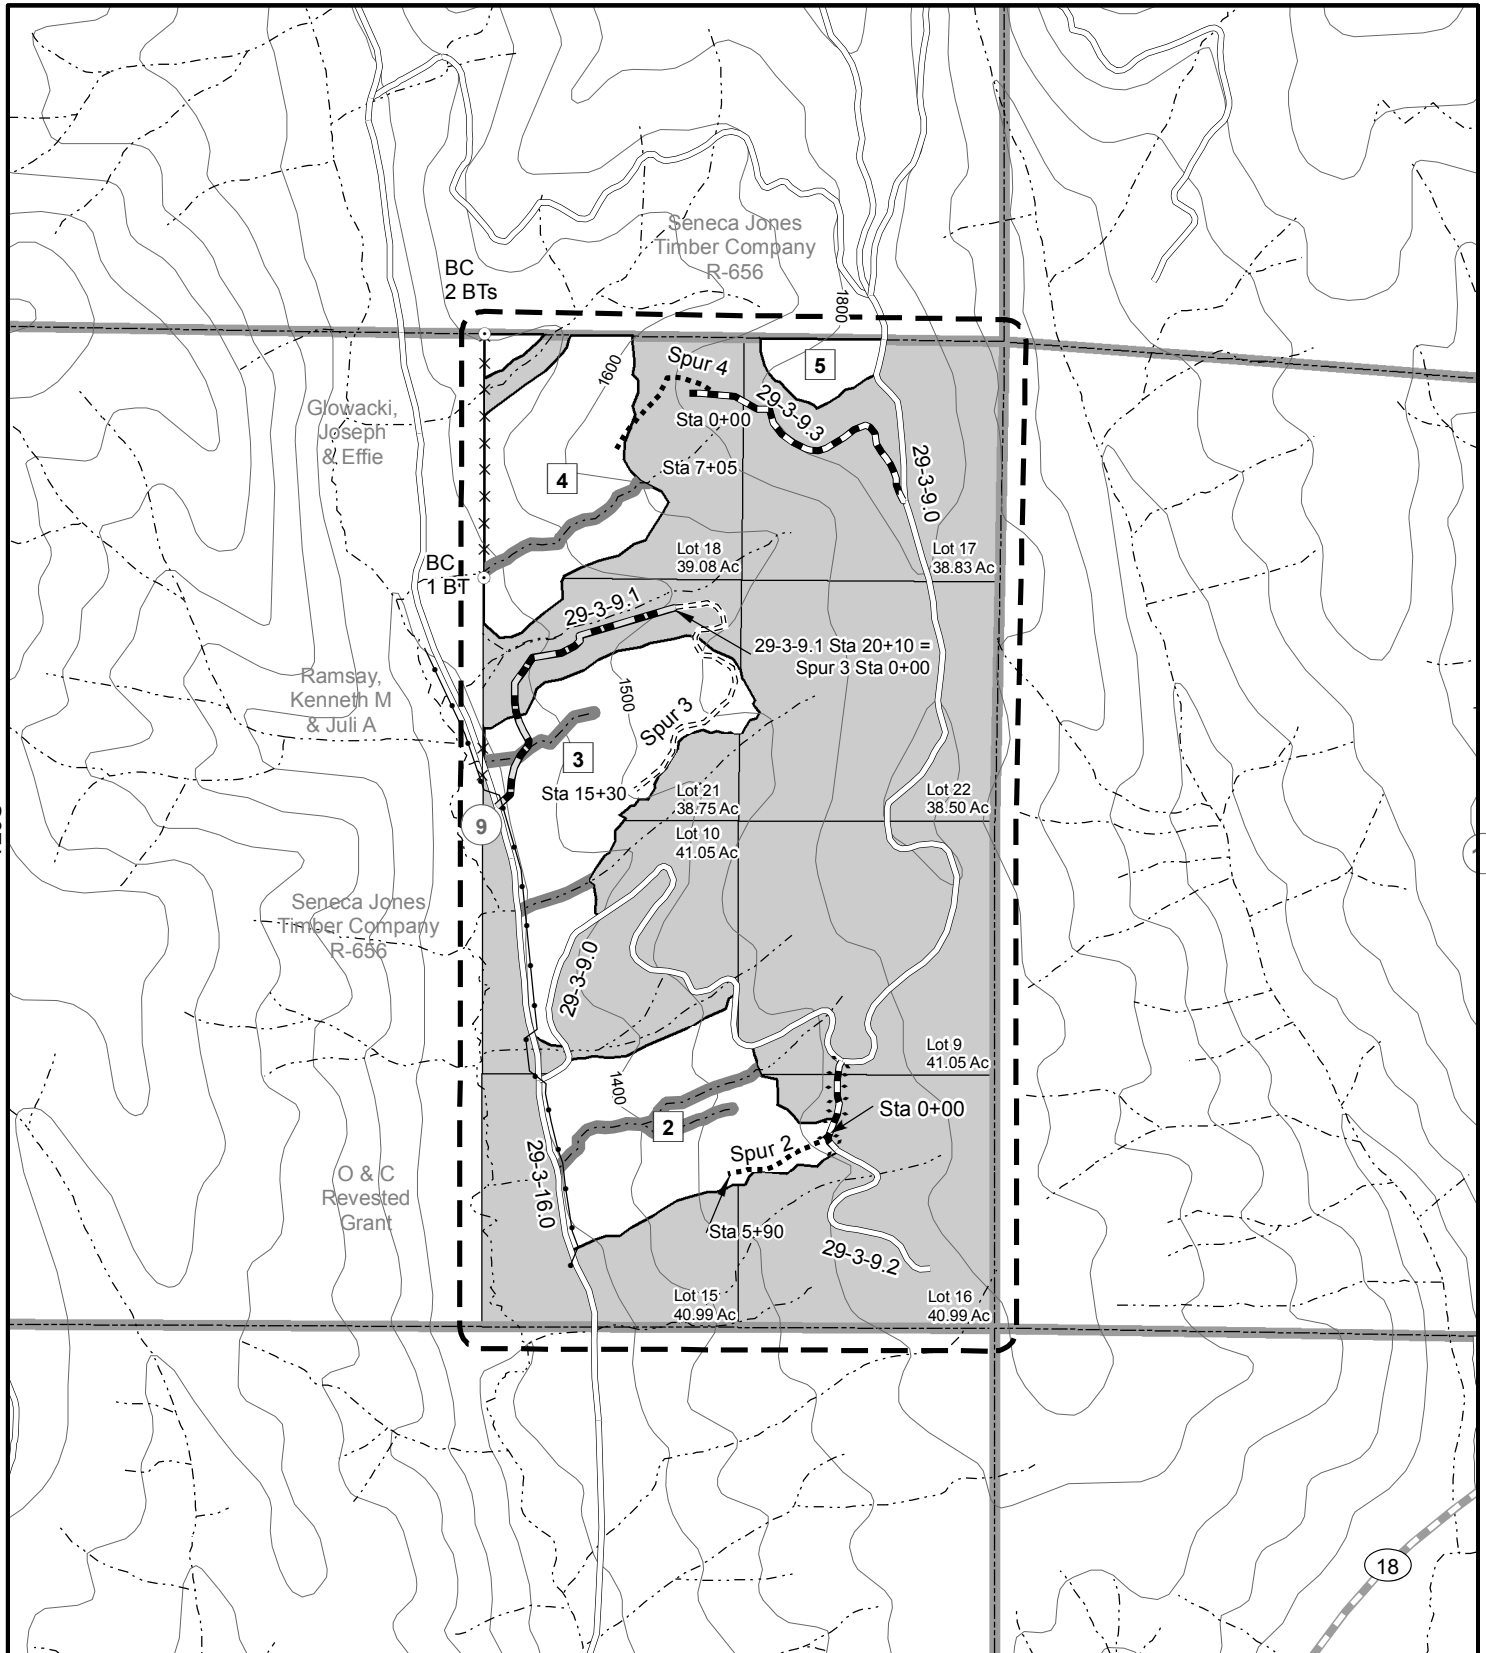 Seneca Jones
Timber Company
R-656
BC
2 BTs
1800
1600
Spur 4
5
29-3-9.3
Glowacki,
Joseph
& Effie
Sta 0+00
4
Sta 7+05
29-3-9.0
BC
1 BT
Lot 18
39.08 Ac
Lot 17
38.83 Ac
29-3-9.1
29-3-9.1 Sta 20+10 =
Spur 3 Sta 0+00
Ramsay,
Kenneth M
& Juli A
1500
Spur 3
3
Sta 15+30
Lot 21
38.75 Ac
Lot 22
38.50 Ac
9
Lot 10
41.05 Ac
Seneca Jones
Timber Company
R-656
29-3-9.0
Lot 9
41.05 Ac
1400
2
Sta 0+00
Spur 2
29-3-16.0
O & C
Revested
Grant
Sta 5+90
29-3-9.2
Lot 15
40.99 Ac
Lot 16
40.99 Ac
18